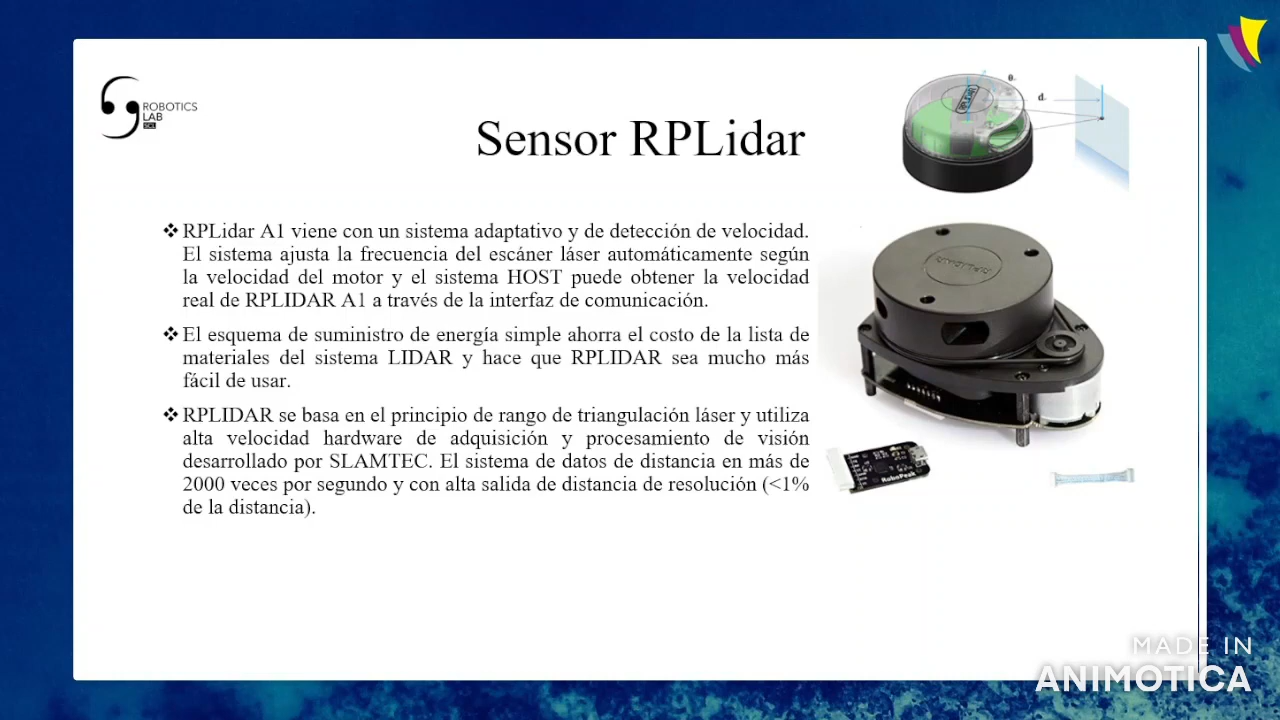 ROBOTICS
LAB
SCL
Sensor RPLidar
θ
d
❖ RPLidar A1 viene con un sistema adaptativo y de detección de velocidad.
El sistema ajusta la frecuencia del escáner láser automáticamente según
la velocidad del motor y el sistema HOST puede obtener la velocidad
real de RPLIDAR A1 a través de la interfaz de comunicación.
❖ El esquema de suministro de energía simple ahorra el costo de la lista de
materiales del sistema LIDAR y hace que RPLIDAR sea mucho más
fácil de usar.
❖ RPLIDAR se basa en el principio de rango de triangulación láser y utiliza
alta velocidad hardware de adquisición y procesamiento de visión
desarrollado por SLAMTEC. El sistema de datos de distancia en más de
2000 veces por segundo y con alta salida de distancia de resolución (<1%
de la distancia).
RPLIDAR
RoboPeak
MADE IN
ANIMOTICA